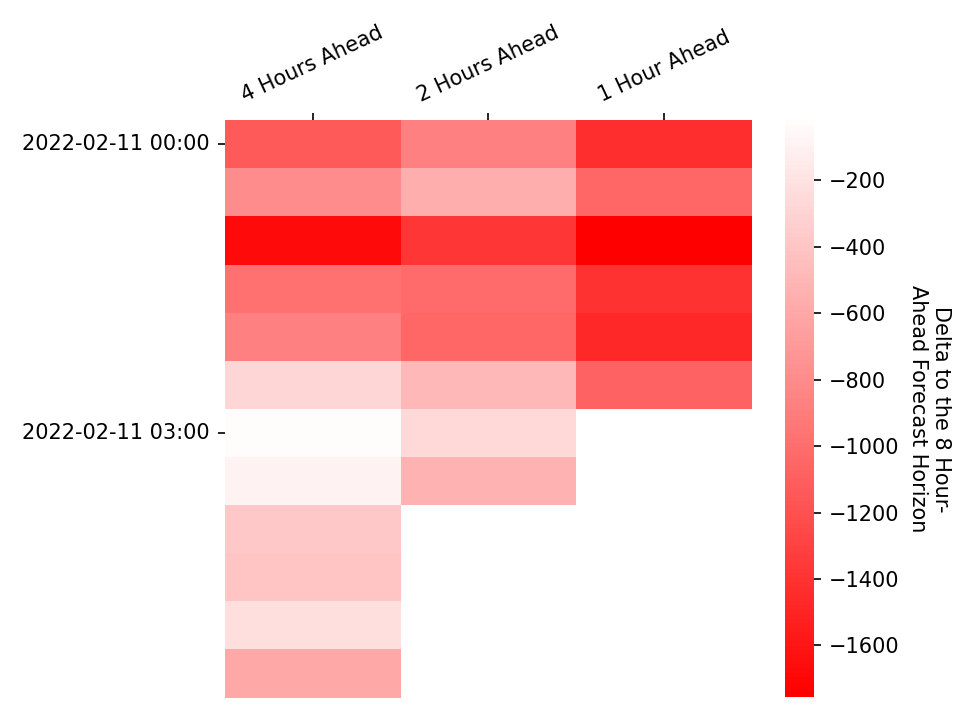 4 Hours Ahead
2 Hours Ahead
1 Hour Ahead
2022-02-11 00:00
2022-02-11 03:00
−200
−400
−600
−800
−1000
−1200
−1400
−1600
Delta to the 8 Hour-
Ahead Forecast Horizon